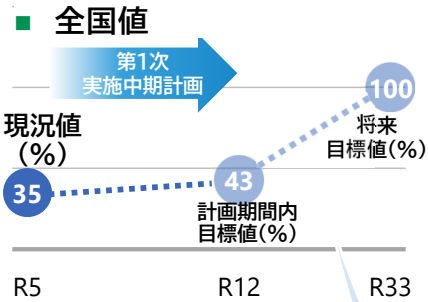 ■ 全国値
第1次
実施中期計画
100
現況値
(%)
将来
目標値(%)
35
43
計画期間内
目標値(%)
R5
R12
R33